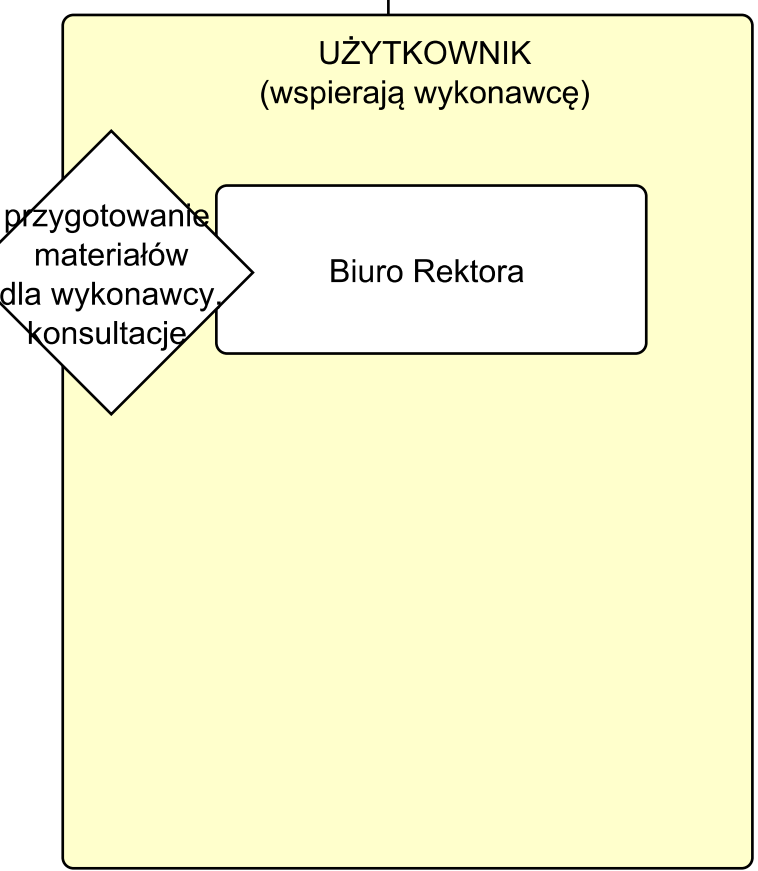 UŻYTKOWNIK
(wspierają wykonawcę)
przygotowanie
materiałów
dla wykonawcy,
konsultacje
Biuro Rektora